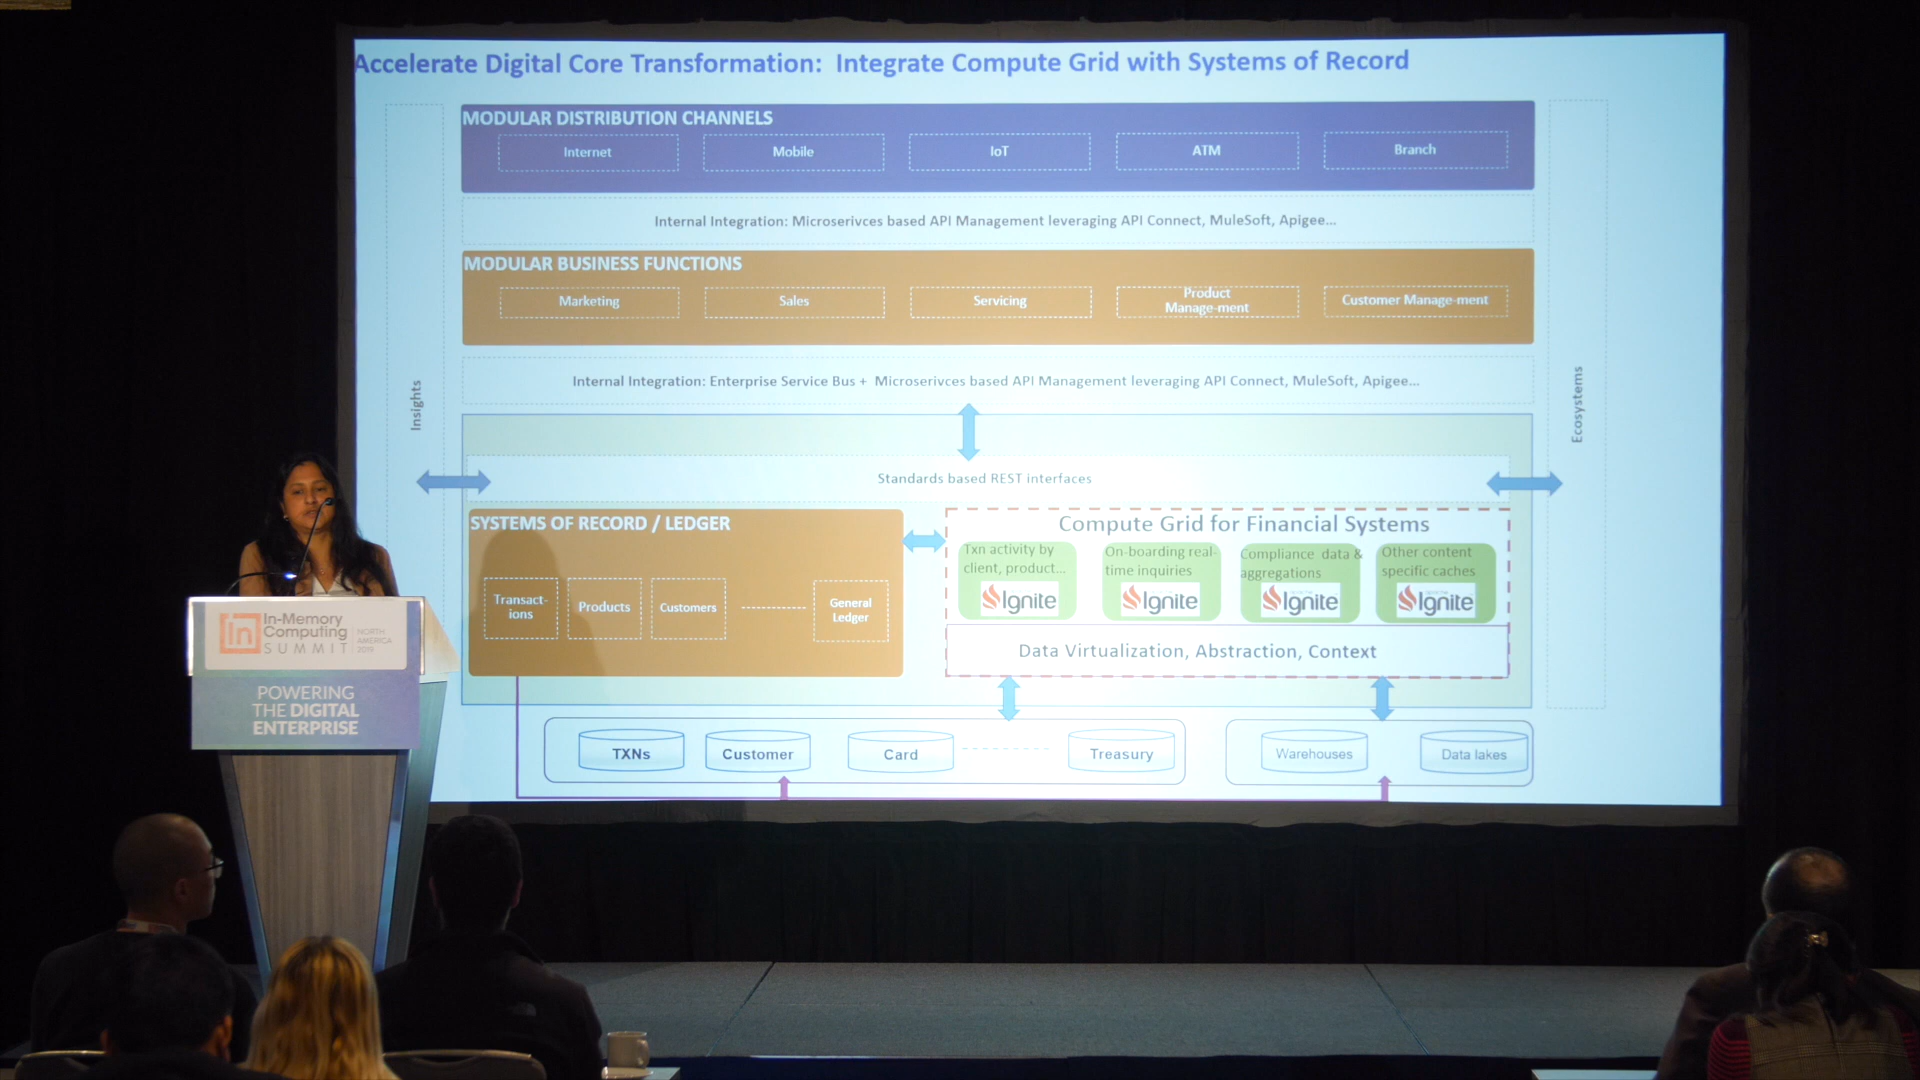 Accelerate Digital Core Transformation: Integrate Compute Grid with Systems of Record
MODULAR DISTRIBUTION CHANNELS
Internet
Mobile
IoT
ATM
Branch
Internal Integration: Microserivces based API Management leveraging API Connect, MuleSoft, Apigee...
MODULAR BUSINESS FUNCTIONS
Marketing
Sales
Servicing
Product
Manage-ment
Customer Manage-ment
Internal Integration: Enterprise Service Bus + Microserivces based API Management leveraging API Connect, MuleSoft, Apigee...
Insights
Ecosystems
Standards based REST interfaces
SYSTEMS OF RECORD / LEDGER
Transact-
ions
Products
Customers
General
Ledger
Compute Grid for Financial Systems
Txn activity by
client, product...
Ignite
On-boarding real-
time inquiries
Ignite
Compliance data &
aggregations
Ignite
Other content
specific caches
Ignite
Data Virtualization, Abstraction, Context
TXNs
Customer
Card
Treasury
Warehouses
Data lakes
in
In-Memory
Computing
SUMMIT
NORTH
AMERICA
2019
POWERING
THE DIGITAL
ENTERPRISE